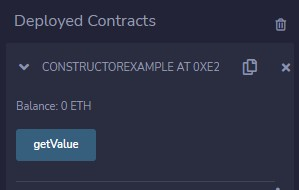 Deployed Contracts
CONSTRUCTOREXAMPLE AT 0XE2
Balance: 0 ETH
getValue